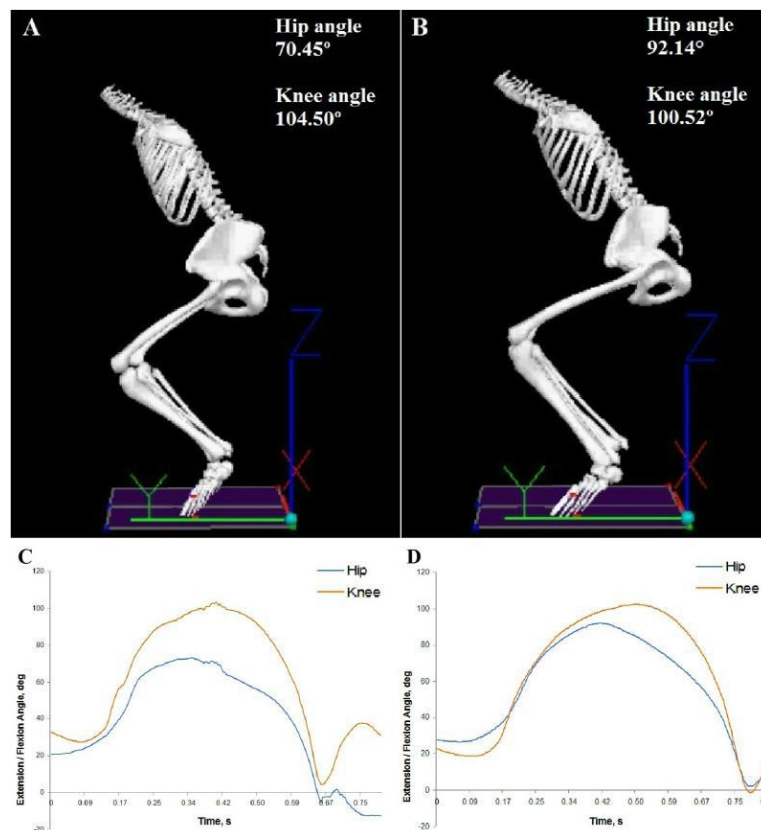 A
Hip angle
70.45º
Knee angle
104.50º
B
Hip angle
92.14°
Knee angle
100.52°
Z
X
Y
Z
X
Y
C
Hip
Knee
Extension / Flexion Angle, deg
120
100
80
60
40
20
0
-20
0
0.09
0.17
0.25
0.34
0.42
0.50
0.59
0.67
0.75
Time, s
D
Hip
Knee
Extension / Flexion Angle, deg
120
100
80
60
40
20
0
-20
0
0.09
0.17
0.25
0.34
0.42
0.50
0.59
0.67
0.75
Time, s